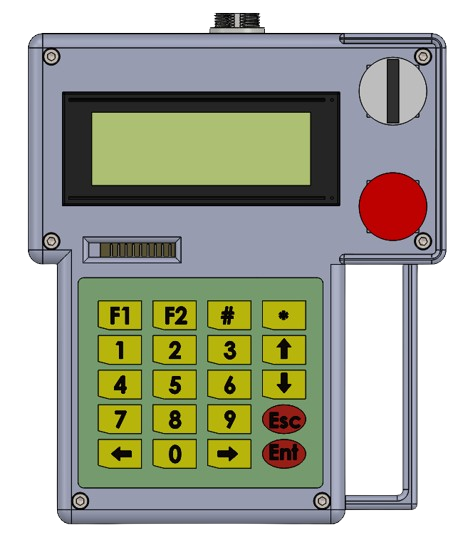 F1 F2 # *
1 2 3 ↑
4 5 6 ↓
7 8 9 Esc
← 0 → Ent